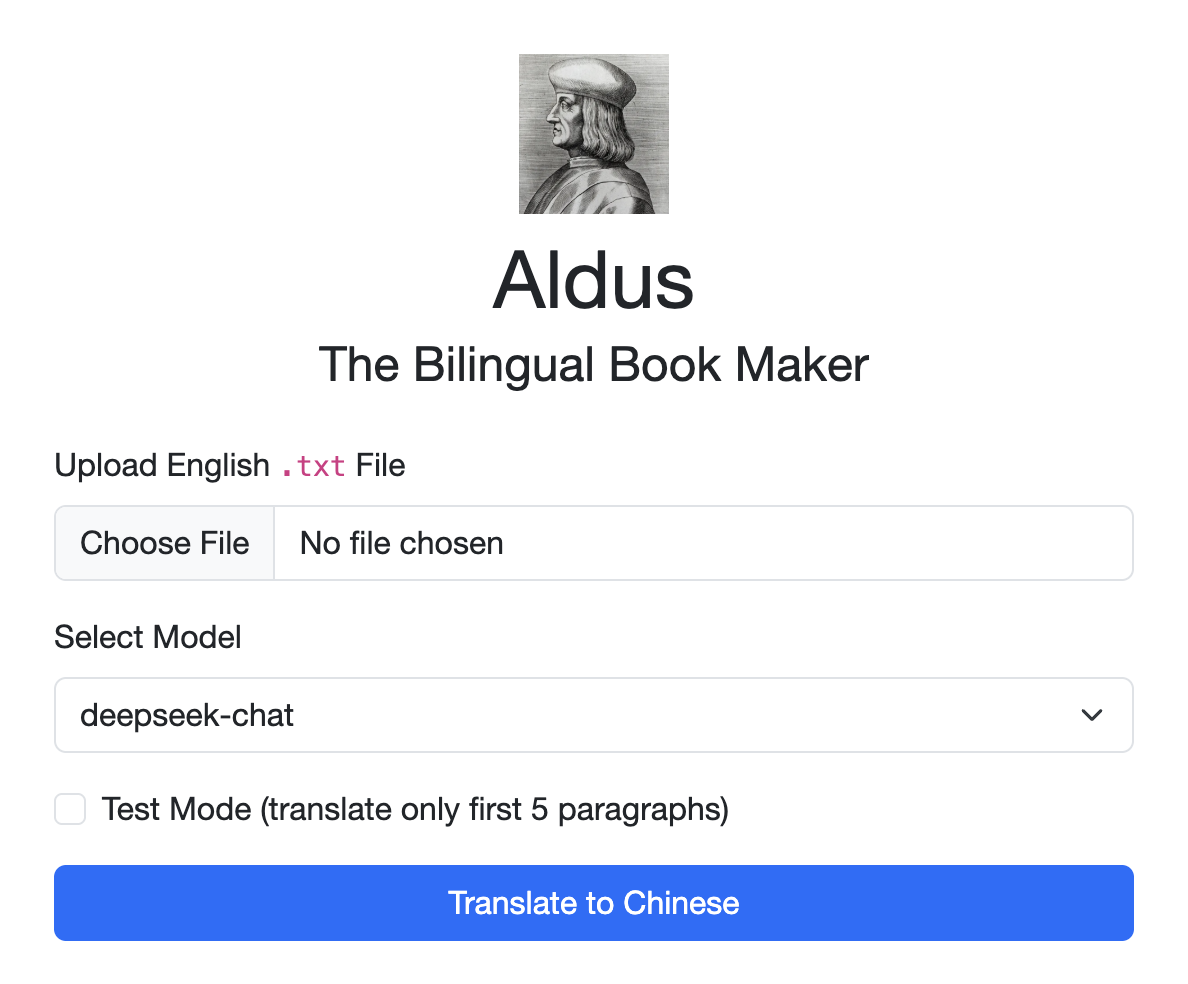 Aldus
The Bilingual Book Maker
Upload English .txt File
Choose File No file chosen
Select Model
deepseek-chat
Test Mode (translate only first 5 paragraphs)
Translate to Chinese